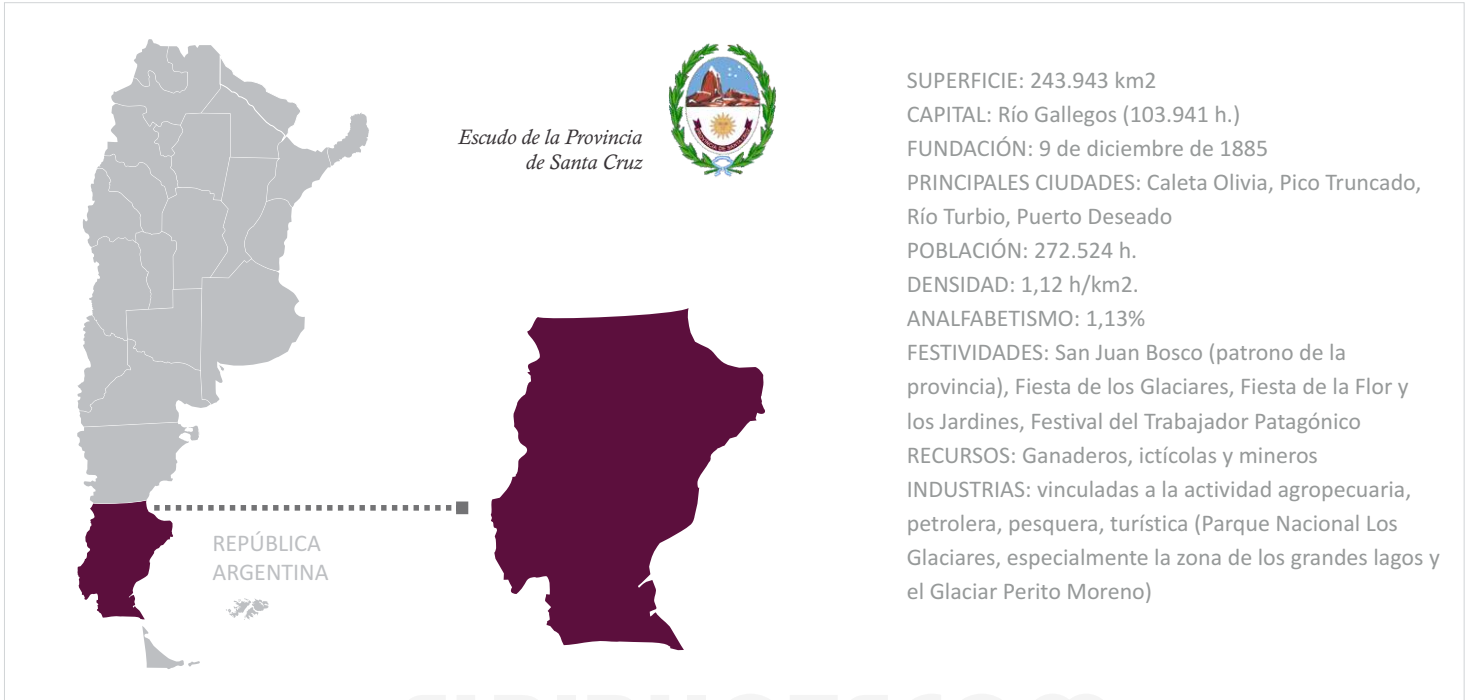 Escudo de la Provincia
de Santa Cruz
REPÚBLICA
ARGENTINA
SUPERFICIE: 243.943 km2
CAPITAL: Río Gallegos (103.941 h.)
FUNDACIÓN: 9 de diciembre de 1885
PRINCIPALES CIUDADES: Caleta Olivia, Pico Truncado,
Río Turbio, Puerto Deseado
POBLACIÓN: 272.524 h.
DENSIDAD: 1,12 h/km2.
ANALFABETISMO: 1,13%
FESTIVIDADES: San Juan Bosco (patrono de la
provincia), Fiesta de los Glaciares, Fiesta de la Flor y
los Jardines, Festival del Trabajador Patagónico
RECURSOS: Ganaderos, ictícolas y mineros
INDUSTRIAS: vinculadas a la actividad agropecuaria,
petrolera, pesquera, turística (Parque Nacional Los
Glaciares, especialmente la zona de los grandes lagos y
el Glaciar Perito Moreno)